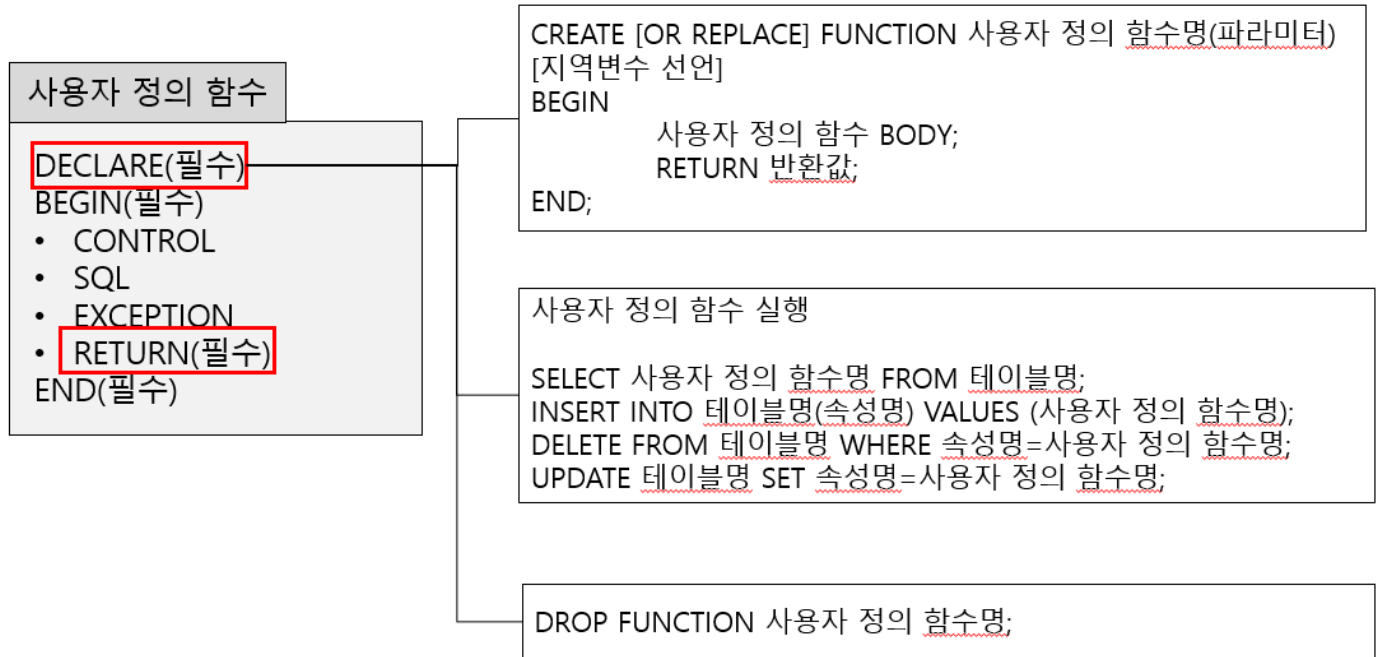 사용자 정의 함수
DECLARE(필수)
BEGIN(필수)
• CONTROL
• SQL
• EXCEPTION
• RETURN(필수)
END(필수)
CREATE [OR REPLACE] FUNCTION 사용자 정의 함수명(파라미터)
[지역변수 선언]
BEGIN
사용자 정의 함수 BODY;
RETURN 반환값;
END;
사용자 정의 함수 실행
SELECT 사용자 정의 함수명 FROM 테이블명;
INSERT INTO 테이블명(속성명) VALUES (사용자 정의 함수명);
DELETE FROM 테이블명 WHERE 속성명=사용자 정의 함수명;
UPDATE 테이블명 SET 속성명=사용자 정의 함수명;
DROP FUNCTION 사용자 정의 함수명;